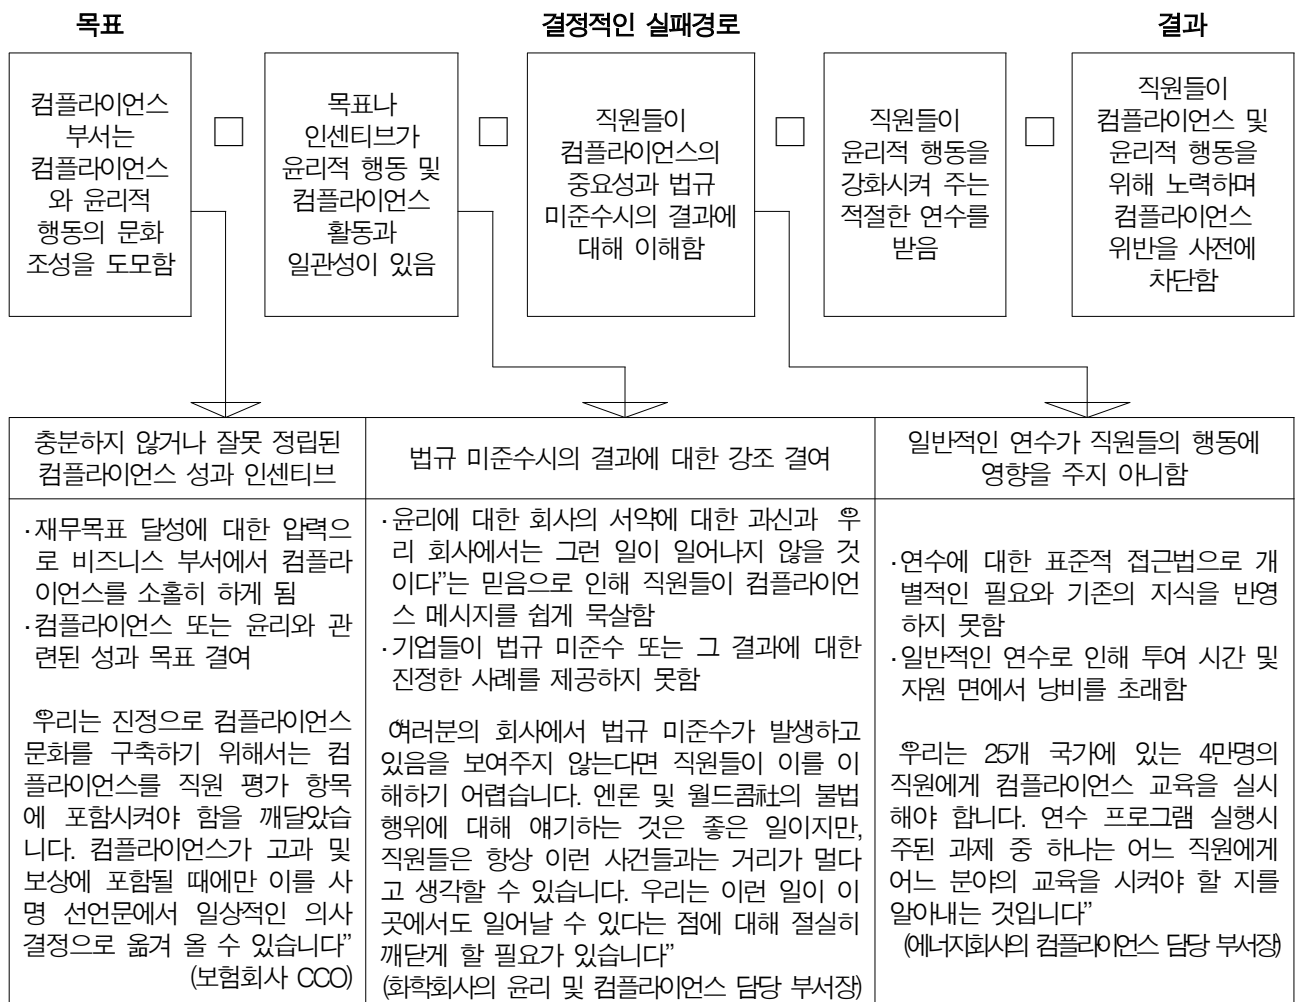 목표
결정적인 실패경로
결과
컴플라이언스
부서는
컴플라이언스
와 윤리적
행동의 문화
조성을 도모함
목표나
인센티브가
윤리적 행동 및
컴플라이언스
활동과
일관성이 있음
직원들이
컴플라이언스의
중요성과 법규
미준수시의 결과에
대해 이해함
직원들이
윤리적 행동을
강화시켜 주는
적절한 연수를
받음
직원들이
컴플라이언스 및
윤리적 행동을
위해 노력하며
컴플라이언스
위반을 사전에
차단함
충분하지 않거나 잘못 정립된
컴플라이언스 성과 인센티브
·재무목표 달성에 대한 압력으
로 비즈니스 부서에서 컴플라
이언스를 소홀히 하게 됨
·컴플라이언스 또는 윤리와 관
련된 성과 목표 결여
“우리는 진정으로 컴플라이언스
문화를 구축하기 위해서는 컴
플라이언스를 직원 평가 항목
에 포함시켜야 함을 깨달았습
니다. 컴플라이언스가 고과 및
보상에 포함될 때에만 이를 사
명 선언문에서 일상적인 의사
결정으로 옮겨 올 수 있습니다”
(보험회사 CCO)
법규 미준수시의 결과에 대한 강조 결여
·윤리에 대한 회사의 서약에 대한 과신과 “우
리 회사에서는 그런 일이 일어나지 않을 것
이다”는 믿음으로 인해 직원들이 컴플라이언
스 메시지를 쉽게 묵살함
·기업들이 법규 미준수 또는 그 결과에 대한
진정한 사례를 제공하지 못함
“여러분의 회사에서 법규 미준수가 발생하고
있음을 보여주지 않는다면 직원들이 이를 이
해하기 어렵습니다. 엔론 및 월드콤社의 불법
행위에 대해 얘기하는 것은 좋은 일이지만,
직원들은 항상 이런 사건들과는 거리가 멀다
고 생각할 수 있습니다. 우리는 이런 일이 이
곳에서도 일어날 수 있다는 점에 대해 절실히
깨닫게 할 필요가 있습니다”
(화학회사의 윤리 및 컴플라이언스 담당 부서장)
일반적인 연수가 직원들의 행동에
영향을 주지 아니함
·연수에 대한 표준적 접근법으로 개
별적인 필요와 기존의 지식을 반영
하지 못함
·일반적인 연수로 인해 투여 시간 및
자원 면에서 낭비를 초래함
“우리는 25개 국가에 있는 4만명의
직원에게 컴플라이언스 교육을 실시
해야 합니다. 연수 프로그램 실행시
주된 과제 중 하나는 어느 직원에게
어느 분야의 교육을 시켜야 할 지를
알아내는 것입니다”
(에너지회사의 컴플라이언스 담당 부서장)